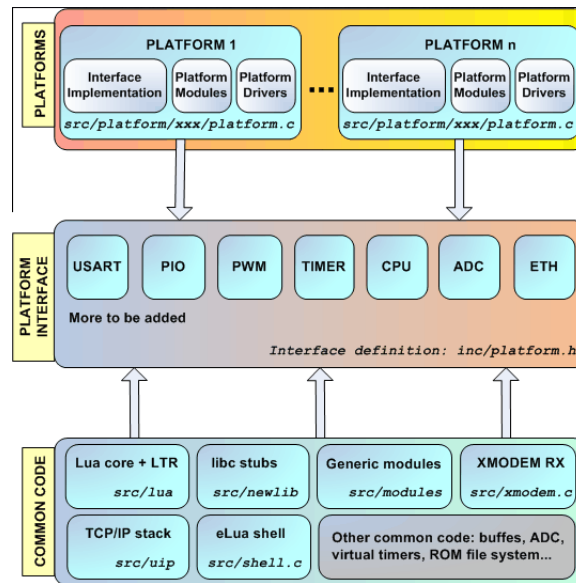 PLATFORMS
PLATFORM 1
Interface
Implementation
Platform
Modules
Platform
Drivers
src/platform/xxx/platform.c
...
PLATFORM n
Interface
Implementation
Platform
Modules
Platform
Drivers
src/platform/xxx/platform.c
PLATFORM
INTERFACE
USART
PIO
PWM
TIMER
CPU
ADC
ETH
More to be added
Interface definition: inc/platform.h
COMMON CODE
Lua core + LTR
src/lua
libc stubs
src/newlib
Generic modules
src/modules
XMODEM RX
src/xmodem.c
TCP/IP stack
src/uip
eLua shell
src/shell.c
Other common code: buffes, ADC,
virtual timers, ROM file system...